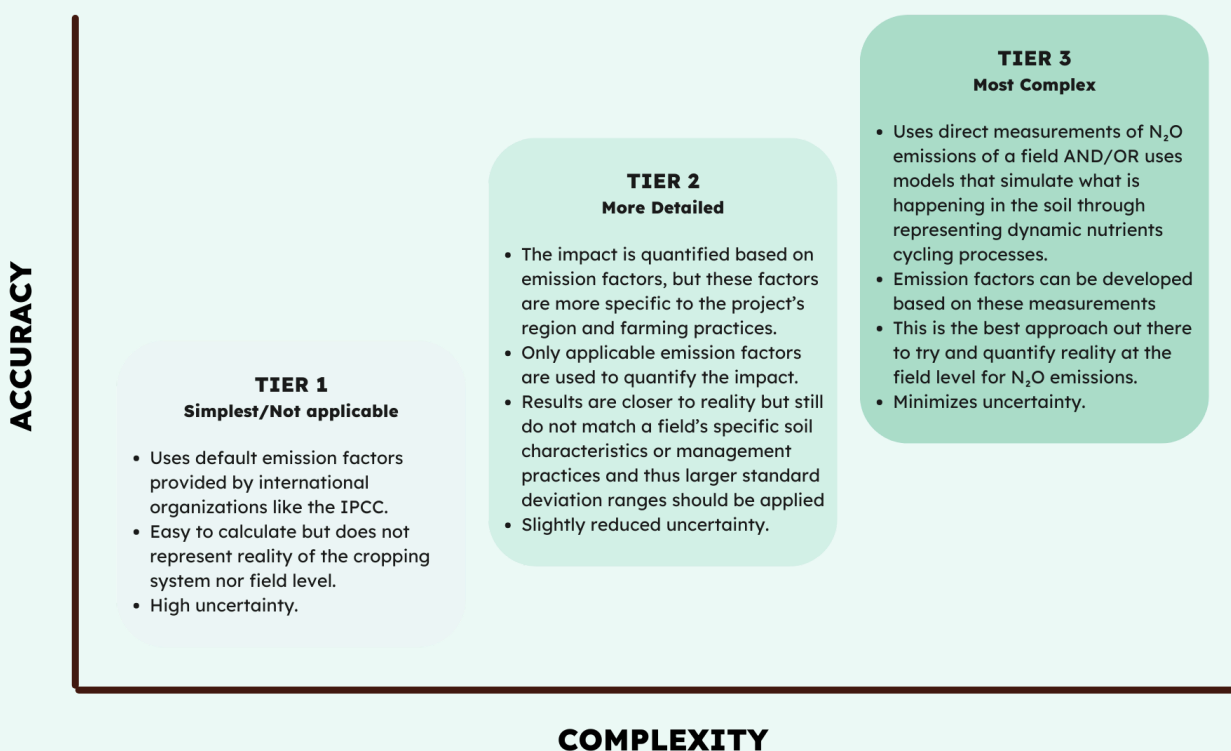 ACCURACY
TIER 1
Simplest/Not applicable
• Uses default emission factors
provided by international
organizations like the IPCC.
• Easy to calculate but does not
represent reality of the cropping
system nor field level.
• High uncertainty.
TIER 2
More Detailed
• The impact is quantified based on
emission factors, but these factors
are more specific to the project's
region and farming practices.
• Only applicable emission factors
are used to quantify the impact.
• Results are closer to reality but still
do not match a field's specific soil
characteristics or management
practices and thus larger standard
deviation ranges should be applied
• Slightly reduced uncertainty.
TIER 3
Most Complex
• Uses direct measurements of N₂O
emissions of a field AND/OR uses
models that simulate what is
happening in the soil through
representing dynamic nutrients
cycling processes.
• Emission factors can be developed
based on these measurements
• This is the best approach out there
to try and quantify reality at the
field level for N₂O emissions.
• Minimizes uncertainty.
COMPLEXITY